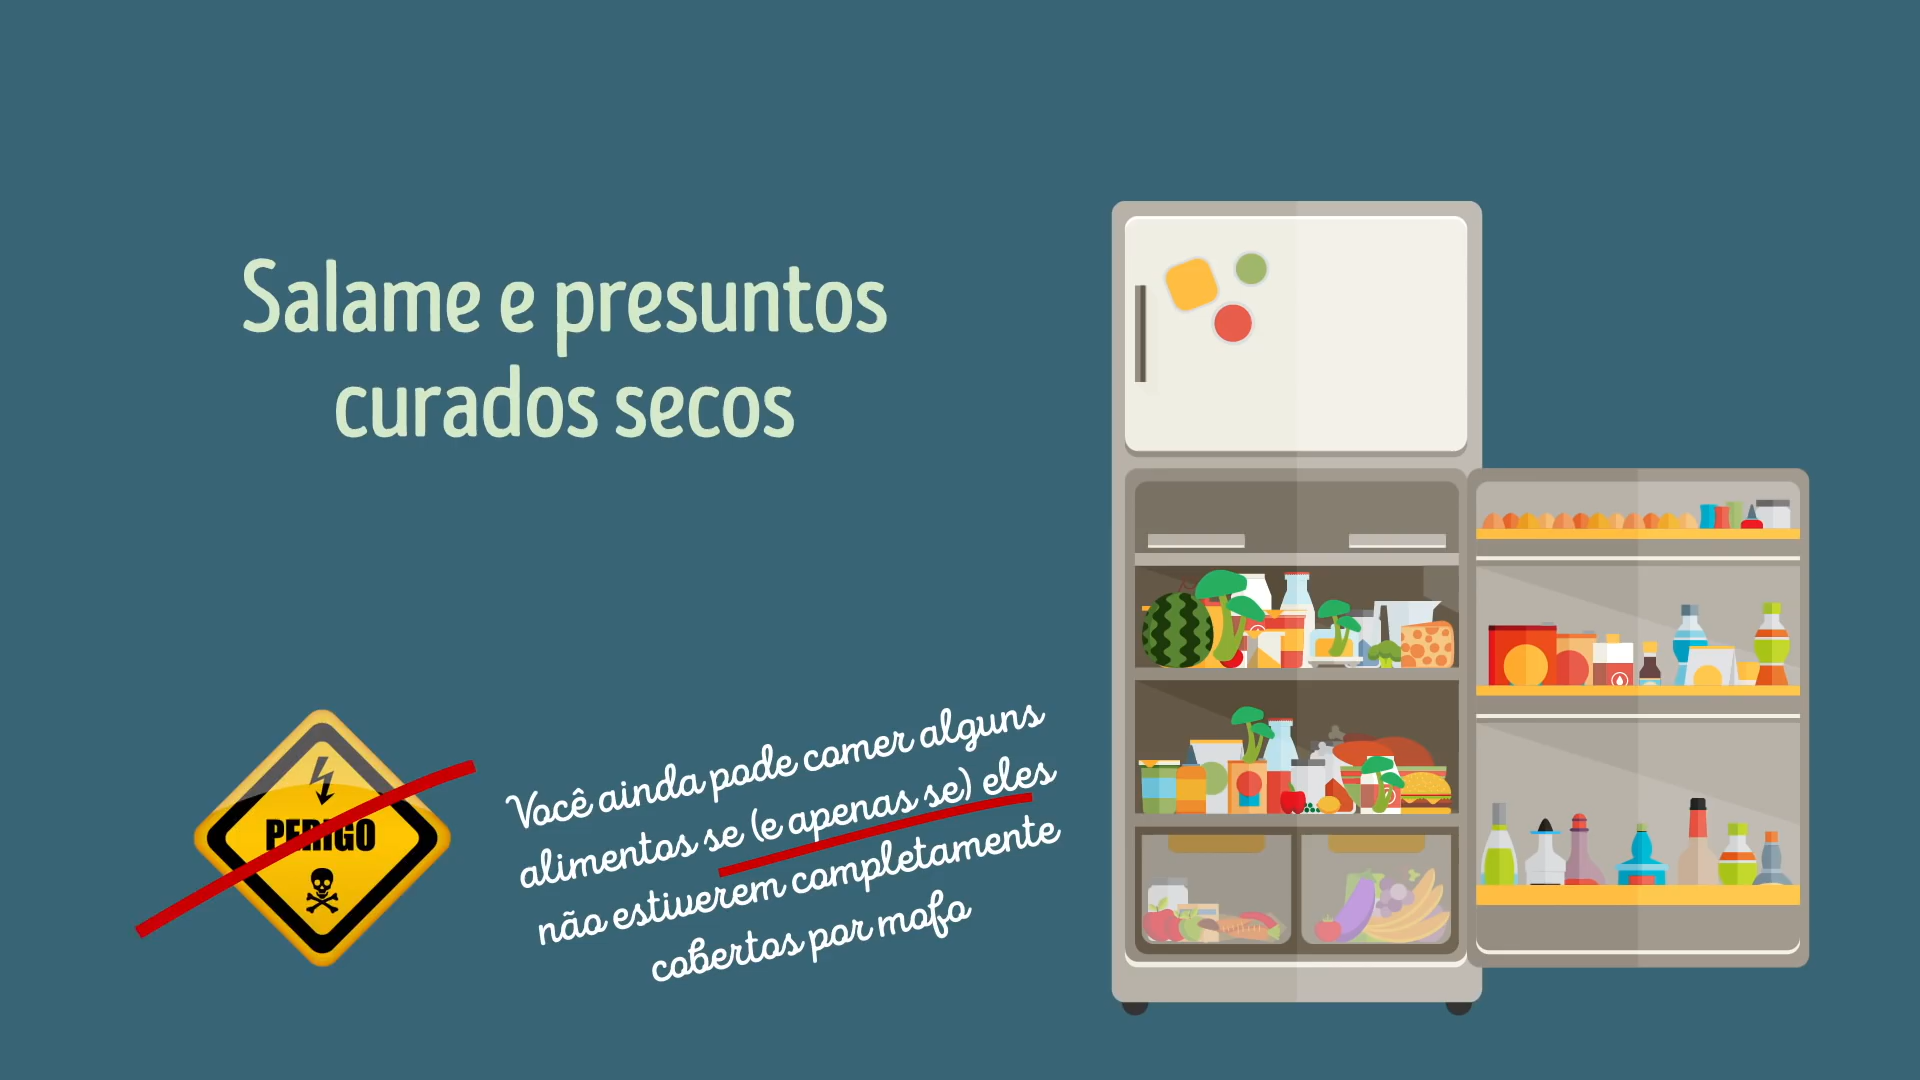 Salame e presuntos
curados secos
PERIGO
Você ainda pode comer alguns
alimentos se (e apenas se) eles
não estiverem completamente
cobertos por mofo